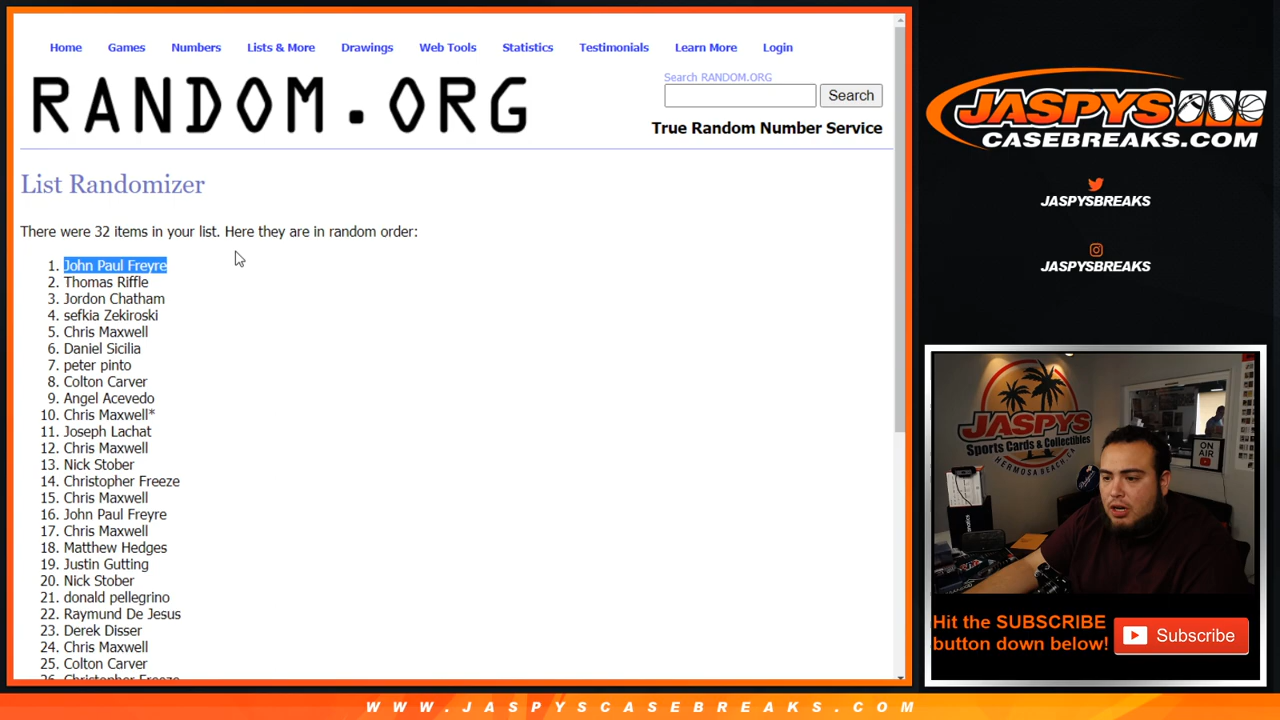 Home Games Numbers Lists & More Drawings Web Tools Statistics Testimonials Learn More Login
RANDOM.ORG
Search RANDOM.ORG
Search
True Random Number Service
List Randomizer
There were 32 items in your list. Here they are in random order:
1. John Paul Freyre
2. Thomas Riffle
3. Jordon Chatham
4. sefkia Zekiroski
5. Chris Maxwell
6. Daniel Sicilia
7. peter pinto
8. Colton Carver
9. Angel Acevedo
10. Chris Maxwell*
11. Joseph Lachat
12. Chris Maxwell
13. Nick Stober
14. Christopher Freeze
15. Chris Maxwell
16. John Paul Freyre
17. Chris Maxwell
18. Matthew Hedges
19. Justin Gutting
20. Nick Stober
21. donald pellegrino
22. Raymund De Jesus
23. Derek Disser
24. Chris Maxwell
25. Colton Carver
26. Christopher Freeze
JASPYS
CASEBREAKS.COM
JASPYSBREAKS
JASPYSBREAKS
JASPYS
Sports Cards & Collectibles
HERMOSA BEACH, CA
ON
AIR
Hit the SUBSCRIBE
button down below!
Subscribe
WWW.JASPYSCASEBREAKS.COM